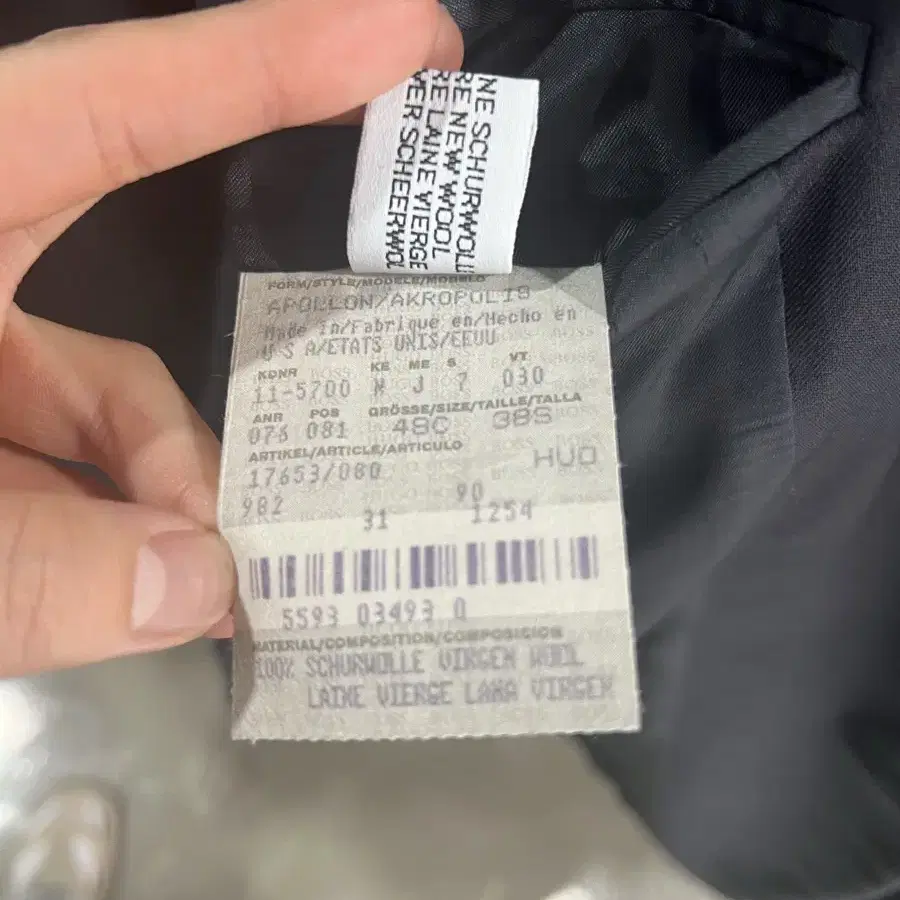 NE SCHURWOLL
RE NEW WOOL
RE LAINE VIERGE
VER SCHEERWOL
FORM/STYLE/MODELE/MODELO
APOLLON/AKROPOLIS
Made in/Fabrique en/Hecho en
U S A/ETATS UNIS/EEUU
KDNR KE ME S VT
11-5700 N J 7 030
ANR POS GRÖSSE/SIZE/TAILLE/TALLA
076 081 48C 38S
ARTIKEL/ARTICLE/ARTICULO
17653/080 HUO
982 90
31 1254
5593 03493 0
MATERIAL/COMPOSITION/COMPOSICION
100% SCHURWOLLE VIRGEN WOOL
LAINE VIERGE LANA VIRGEN